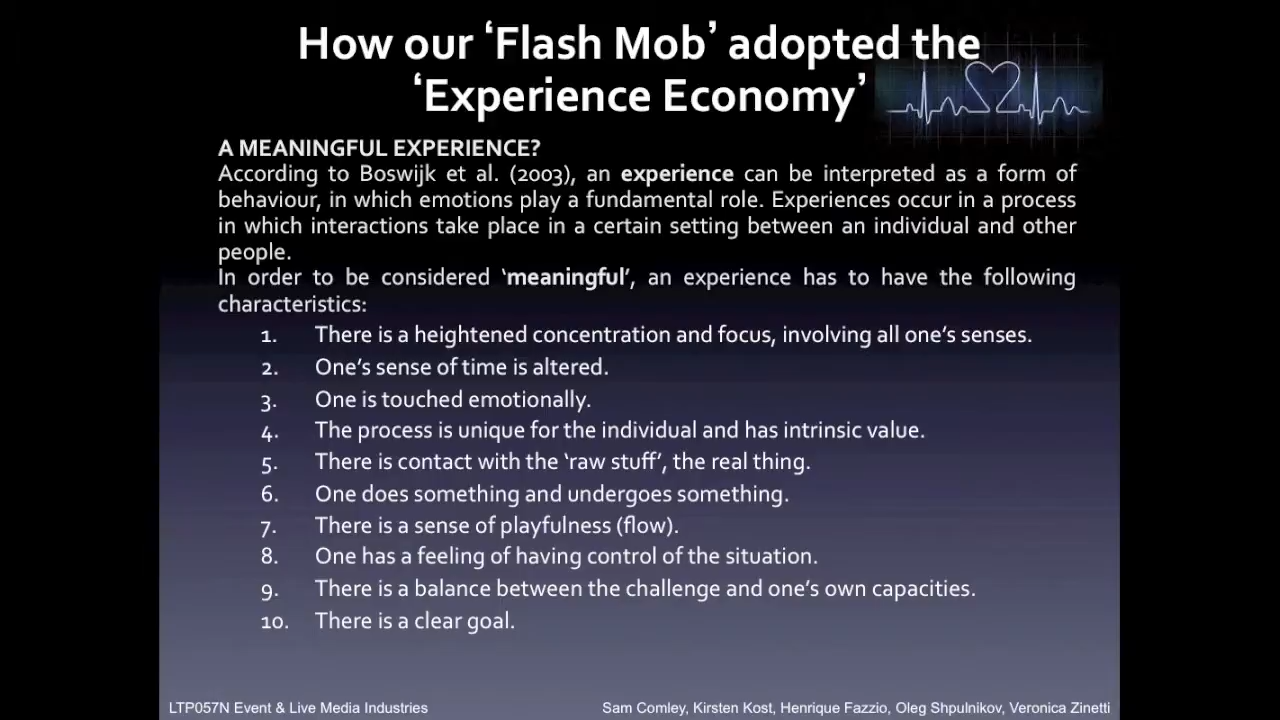 How our ‘Flash Mob’ adopted the
‘Experience Economy’
A MEANINGFUL EXPERIENCE?
According to Boswijk et al. (2003), an experience can be interpreted as a form of
behaviour, in which emotions play a fundamental role. Experiences occur in a process
in which interactions take place in a certain setting between an individual and other
people.
In order to be considered ‘meaningful’, an experience has to have the following
characteristics:
1. There is a heightened concentration and focus, involving all one’s senses.
2. One’s sense of time is altered.
3. One is touched emotionally.
4. The process is unique for the individual and has intrinsic value.
5. There is contact with the ‘raw stuff’, the real thing.
6. One does something and undergoes something.
7. There is a sense of playfulness (flow).
8. One has a feeling of having control of the situation.
9. There is a balance between the challenge and one’s own capacities.
10. There is a clear goal.
LTP057N Event & Live Media Industries
Sam Comley, Kirsten Kost, Henrique Fazzio, Oleg Shpulnikov, Veronica Zinetti